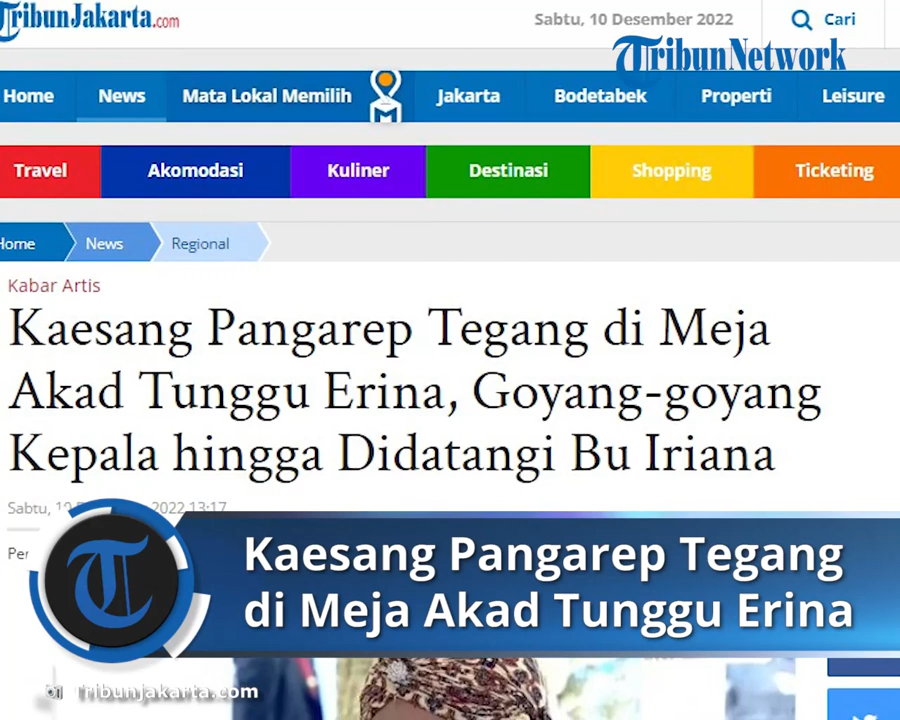 TribunJakarta.com
Sabtu, 10 Desember 2022
Cari
TribunNetwork
Home News Mata Lokal Memilih Jakarta Bodetabek Properti Leisure
Travel Akomodasi Kuliner Destinasi Shopping Ticketing
Home News Regional
Kabar Artis
Kaesang Pangarep Tegang di Meja
Akad Tunggu Erina, Goyang-goyang
Kepala hingga Didatangi Bu Iriana
Sabtu, 2022 13:17
Kaesang Pangarep Tegang
di Meja Akad Tunggu Erina
Tribunjakarta.com